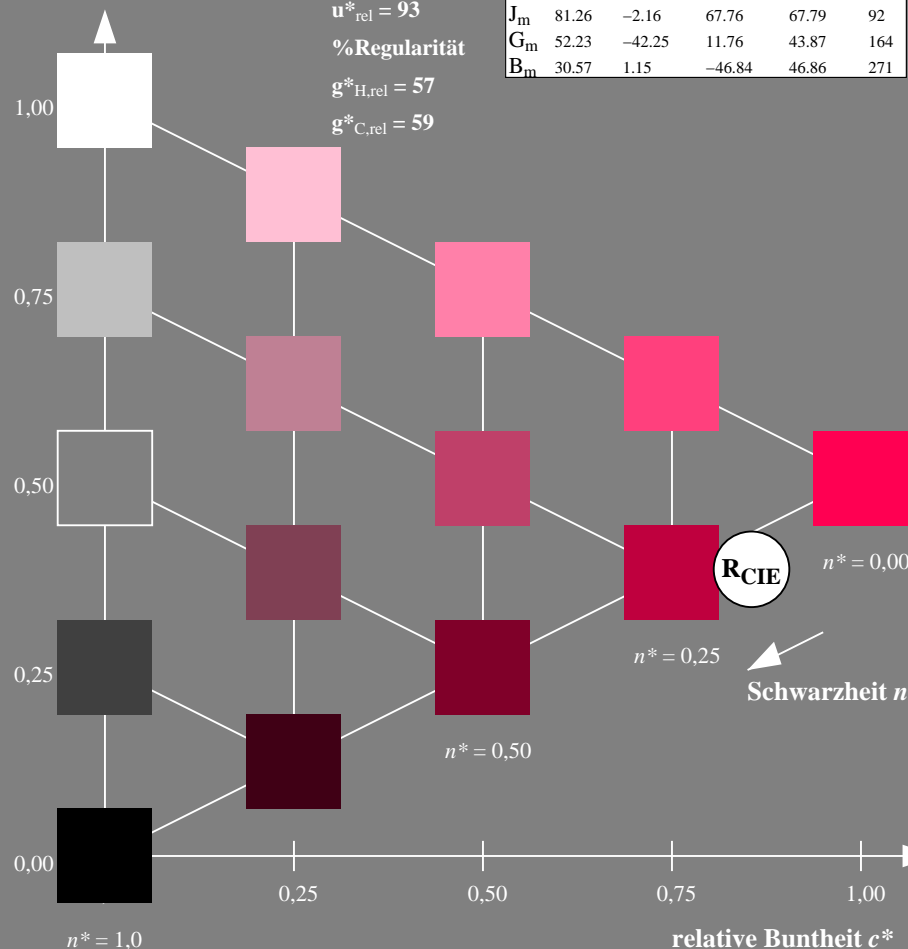 u*rel = 93
%Regularität
g*H,rel = 57
g*C,rel = 59
Jm 81.26 −2.16 67.76 67.79 92
Gm 52.23 −42.25 11.76 43.87 164
Bm 30.57 1.15 −46.84 46.86 271
1,00
0,75
0,50
RCIE
n* = 0,00
n* = 0,25
0,25
Schwarzheit n
n* = 0,50
0,00
0,25 0,50 0,75 1,00
n* = 1,0
relative Buntheit c*